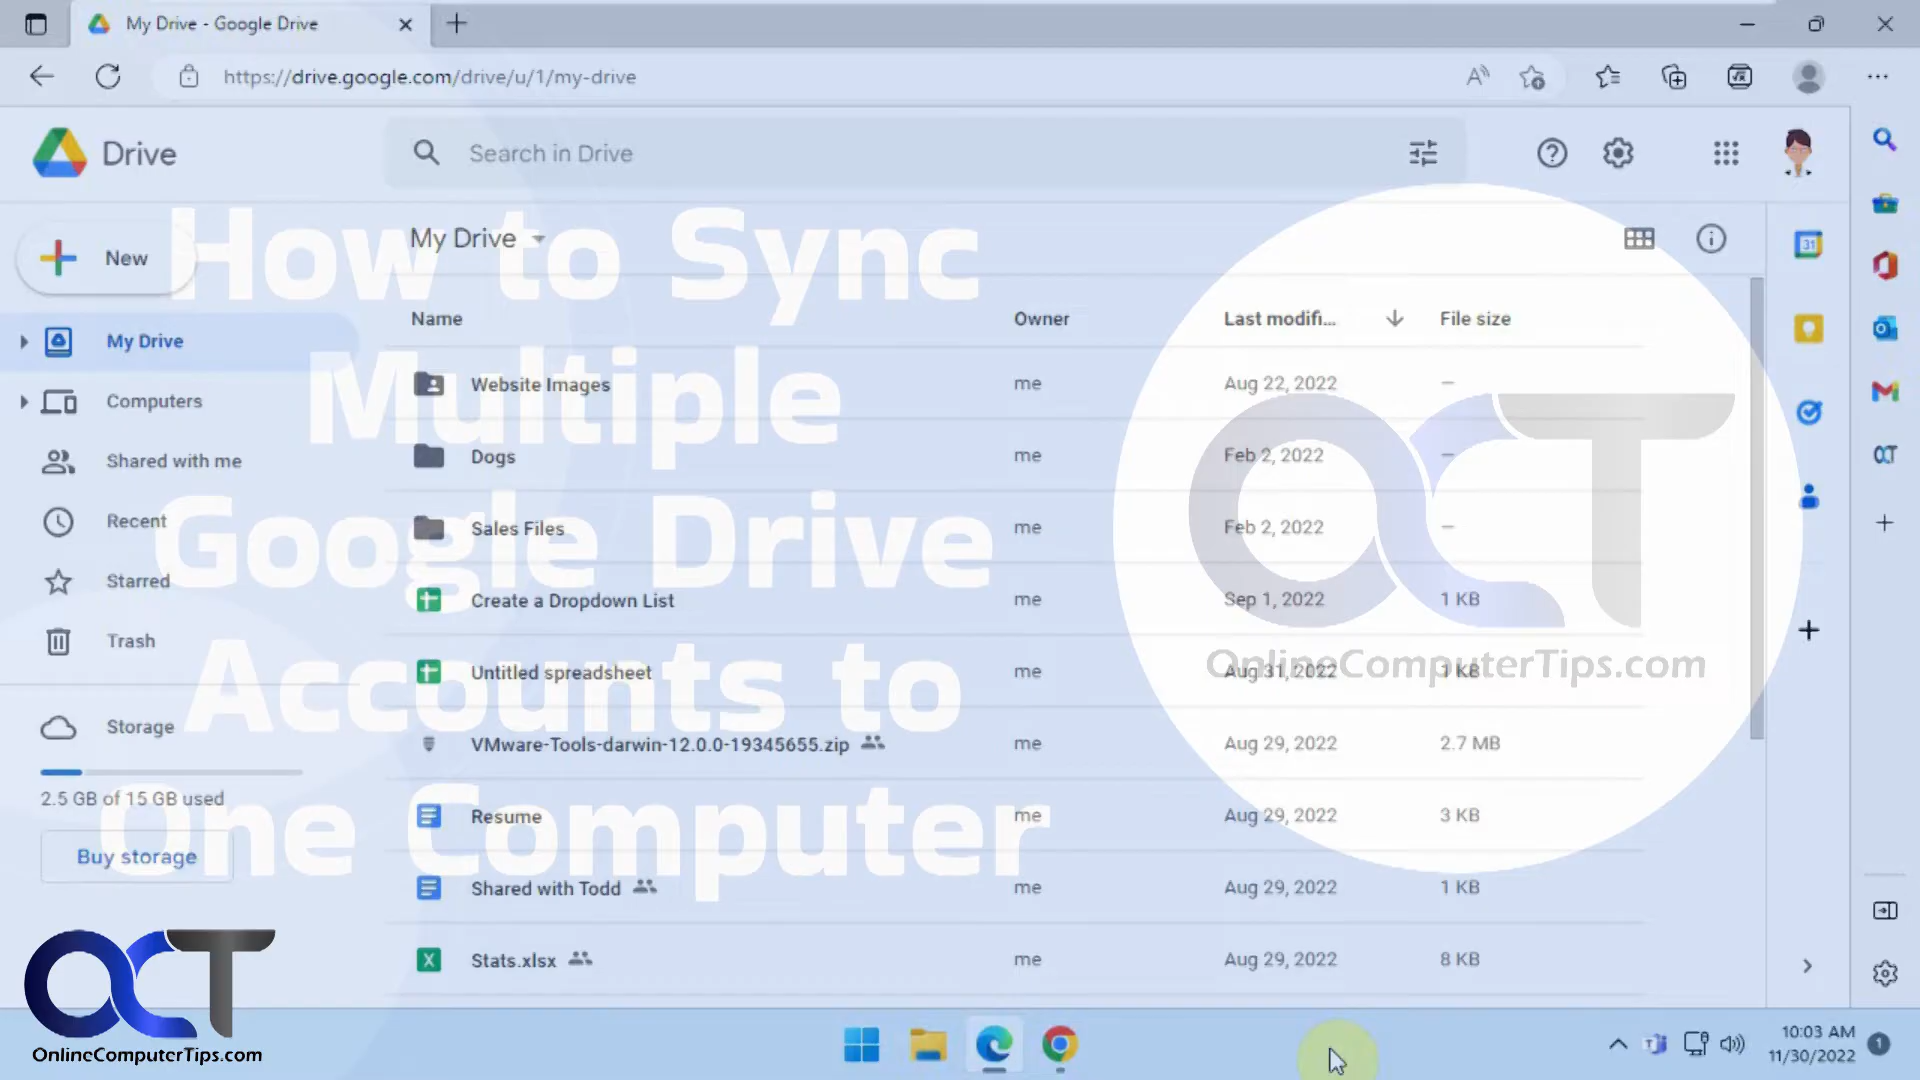 My Drive - Google Drive
https://drive.google.com/drive/u/1/my-drive
Drive
Search in Drive
New
My Drive
Computers
Shared with me
Recent
Starred
Trash
Storage
2.5 GB of 15 GB used
Buy storage
My Drive
Name Owner Last modifi... File size
Website Images me Aug 22, 2022 —
Dogs me Feb 2, 2022 —
Sales Files me Feb 2, 2022 —
Create a Dropdown List me Sep 1, 2022 1 KB
Untitled spreadsheet me Aug 31, 2022 1 KB
VMware-Tools-darwin-12.0.0-19345655.zip me Aug 29, 2022 2.7 MB
Resume me Aug 29, 2022 3 KB
Shared with Todd me Aug 29, 2022 1 KB
Stats.xlsx me Aug 29, 2022 8 KB
How to Sync
Multiple
Google Drive
Accounts to
One Computer
OCT
OnlineComputerTips.com
31
OCT
OCT
OnlineComputerTips.com
10:03 AM
11/30/2022
1